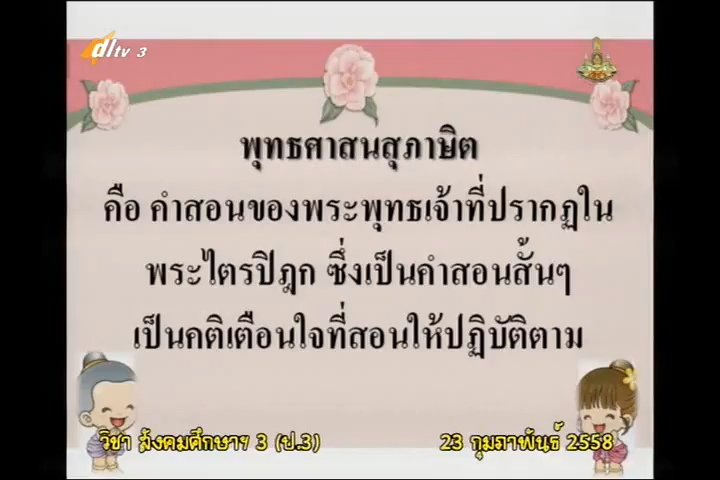 dltv 3
พุทธศาสนสุภาษิต
คือ คำสอนของพระพุทธเจ้าที่ปรากฏใน
พระไตรปิฎก ซึ่งเป็นคำสอนสั้นๆ
เป็นคติเตือนใจที่สอนให้ปฏิบัติตาม
วิชา สังคมศึกษาฯ 3 (ป.3)
23 กุมภาพันธ์ 2558